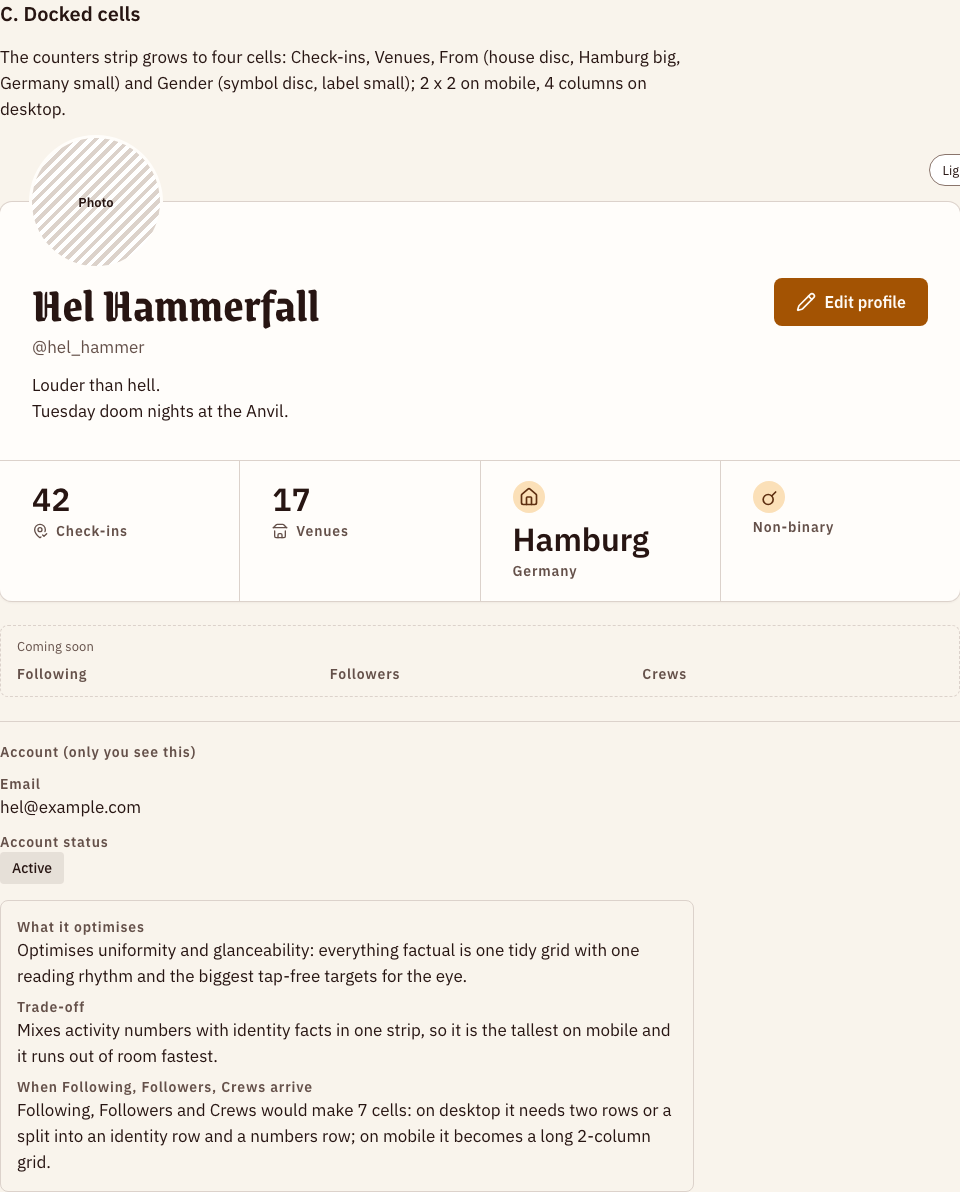 C. Docked cells
The counters strip grows to four cells: Check-ins, Venues, From (house disc, Hamburg big,
Germany small) and Gender (symbol disc, label small); 2 x 2 on mobile, 4 columns on
desktop.
Photo
Hel Hammerfall
Edit profile
@hel_hammer
Louder than hell.
Tuesday doom nights at the Anvil.
42
Check-ins
17
Venues
Hamburg
Germany
Non-binary
Coming soon
Following
Followers
Crews
Account (only you see this)
Email
hel@example.com
Account status
Active
What it optimises
Optimises uniformity and glanceability: everything factual is one tidy grid with one
reading rhythm and the biggest tap-free targets for the eye.
Trade-off
Mixes activity numbers with identity facts in one strip, so it is the tallest on mobile and
it runs out of room fastest.
When Following, Followers, Crews arrive
Following, Followers and Crews would make 7 cells: on desktop it needs two rows or a
split into an identity row and a numbers row; on mobile it becomes a long 2-column
grid.